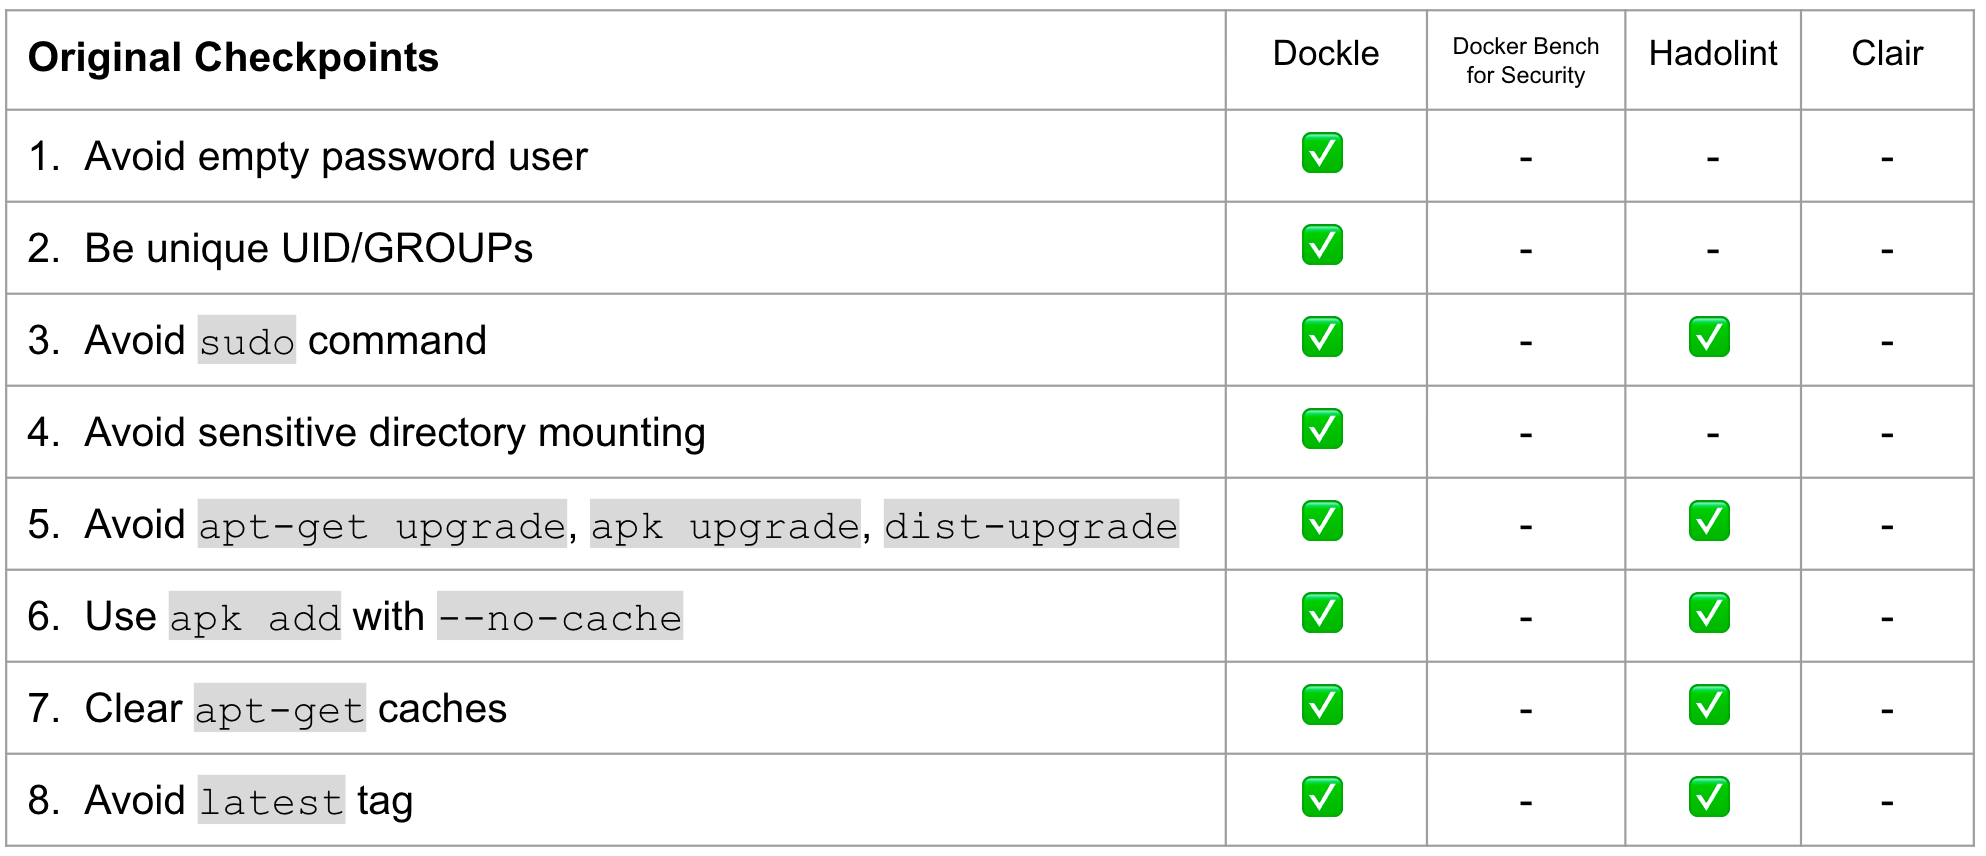 Original Checkpoints Dockle Docker Bench for Security Hadolint Clair
1. Avoid empty password user ✅ - - -
2. Be unique UID/GROUPs ✅ - - -
3. Avoid sudo command ✅ - ✅ -
4. Avoid sensitive directory mounting ✅ - - -
5. Avoid apt-get upgrade, apk upgrade, dist-upgrade ✅ - ✅ -
6. Use apk add with --no-cache ✅ - ✅ -
7. Clear apt-get caches ✅ - ✅ -
8. Avoid latest tag ✅ - ✅ -